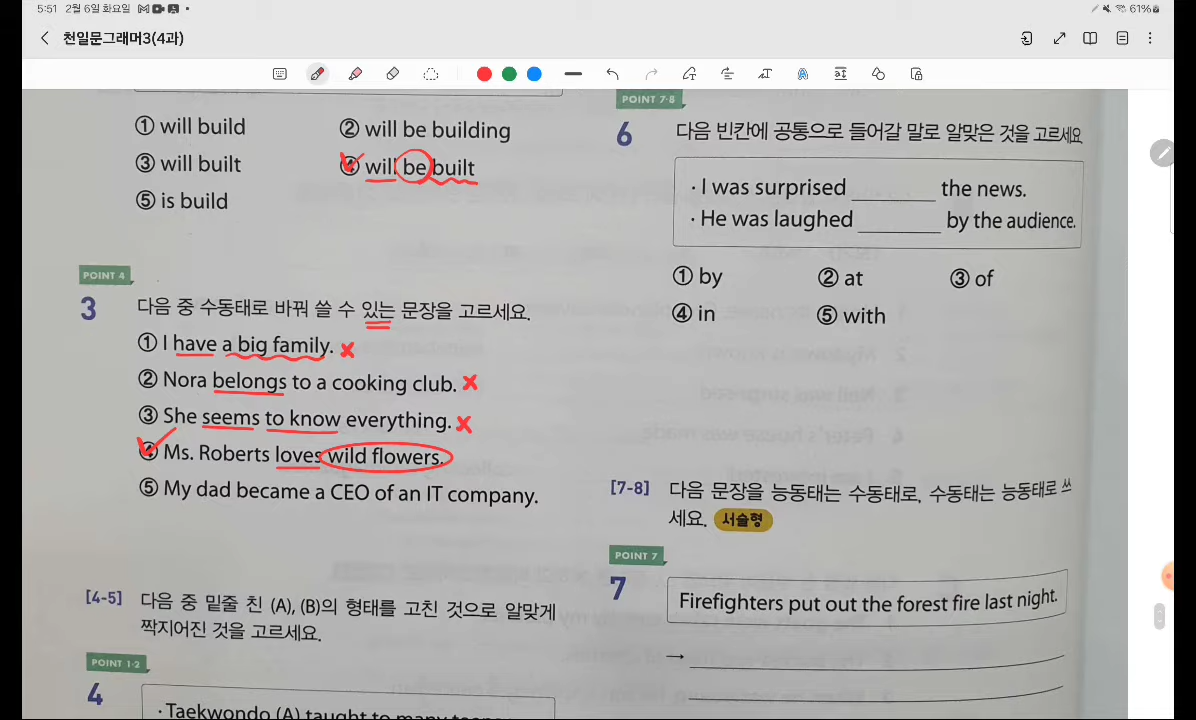 5:51 2월 6일 화요일
61%
천일문그래머3(4과)
① will build
② will be building
③ will built
④ will be built
⑤ is build
POINT 4
3 다음 중 수동태로 바꿔 쓸 수 있는 문장을 고르세요.
① I have a big family.
② Nora belongs to a cooking club.
③ She seems to know everything.
④ Ms. Roberts loves wild flowers.
⑤ My dad became a CEO of an IT company.
[4-5] 다음 중 밑줄 친 (A), (B)의 형태를 고친 것으로 알맞게
짝지어진 것을 고르세요.
POINT 1·2
4
· Taekwondo (A) taught to many
POINT 7·8
6 다음 빈칸에 공통으로 들어갈 말로 알맞은 것을 고르세요
· I was surprised ________ the news.
· He was laughed ________ by the audience.
① by
② at
③ of
④ in
⑤ with
[7-8] 다음 문장을 능동태는 수동태로, 수동태는 능동태로 쓰
세요. 서술형
POINT 7
7 Firefighters put out the forest fire last night.
→